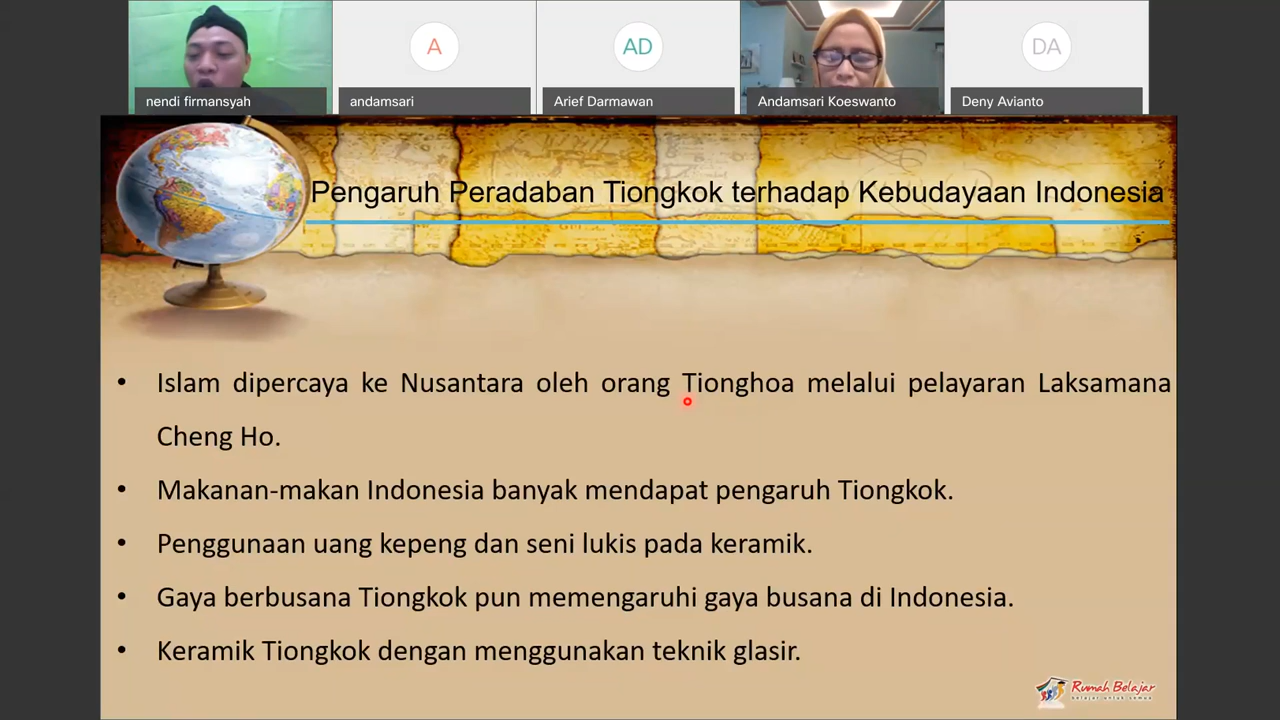 A
AD
DA
nendi firmansyah
andamsari
Arief Darmawan
Andamsari Koeswanto
Deny Avianto
Pengaruh Peradaban Tiongkok terhadap Kebudayaan Indonesia
• Islam dipercaya ke Nusantara oleh orang Tionghoa melalui pelayaran Laksamana
Cheng Ho.
• Makanan-makan Indonesia banyak mendapat pengaruh Tiongkok.
• Penggunaan uang kepeng dan seni lukis pada keramik.
• Gaya berbusana Tiongkok pun memengaruhi gaya busana di Indonesia.
• Keramik Tiongkok dengan menggunakan teknik glasir.
Rumah Belajar
belajar untuk semua